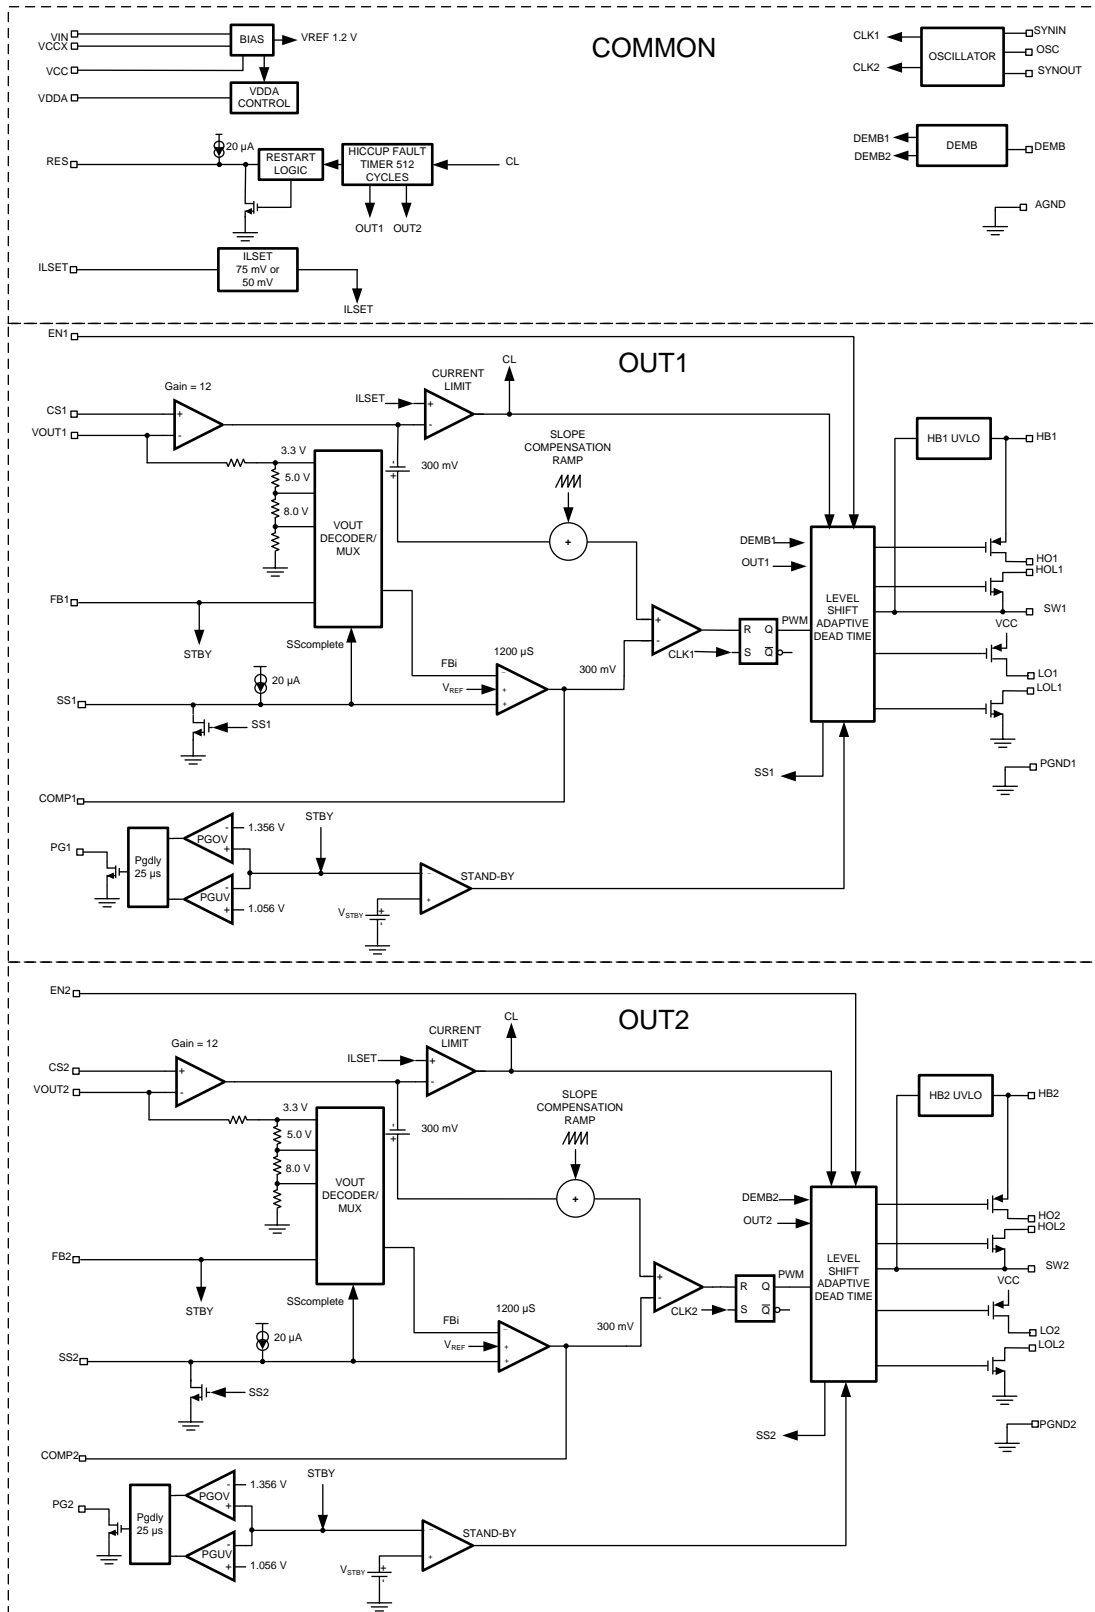 COMMON
VIN
VCCX
VCC
VDDA
BIAS
VREF 1.2 V
VDDA
CONTROL
CLK1
CLK2
OSCILLATOR
SYNIN
OSC
SYNOUT
RES
20 µA
RESTART
LOGIC
HICCUP FAULT
TIMER 512
CYCLES
CL
OUT1
OUT2
DEMB1
DEMB2
DEMB
DEMB
AGND
ILSET
ILSET
75 mV or
50 mV
ILSET
EN1
OUT1
Gain = 12
CS1
VOUT1
+
-
ILSET
CURRENT
LIMIT
+
-
CL
3.3 V
5.0 V
8.0 V
VOUT
DECODER/
MUX
-
+
300 mV
SLOPE
COMPENSATION
RAMP
+
HB1 UVLO
HB1
DEMB1
OUT1
LEVEL
SHIFT
ADAPTIVE
DEAD TIME
HO1
HOL1
SW1
VCC
LO1
LOL1
PGND1
FB1
STBY
SScomplete
FBi
1200 µS
VREF
-
+
+
300 mV
+
-
CLK1
R
Q
S
Q
PWM
SS1
20 µA
SS1
SS1
COMP1
PG1
Pgdly
25 µs
PGOV
-
+
1.356 V
PGUV
-
+
1.056 V
STBY
-
+
STAND-BY
VSTBY
+
-
EN2
OUT2
Gain = 12
CS2
VOUT2
+
-
ILSET
CURRENT
LIMIT
+
-
CL
3.3 V
5.0 V
8.0 V
VOUT
DECODER/
MUX
-
+
300 mV
SLOPE
COMPENSATION
RAMP
+
HB2 UVLO
HB2
DEMB2
OUT2
LEVEL
SHIFT
ADAPTIVE
DEAD TIME
HO2
HOL2
SW2
VCC
LO2
LOL2
PGND2
FB2
STBY
SScomplete
FBi
1200 µS
VREF
-
+
+
300 mV
+
-
CLK2
R
Q
S
Q
PWM
SS2
20 µA
SS2
SS2
COMP2
PG2
Pgdly
25 µs
PGOV
-
+
1.356 V
PGUV
-
+
1.056 V
STBY
-
+
STAND-BY
VSTBY
+
-